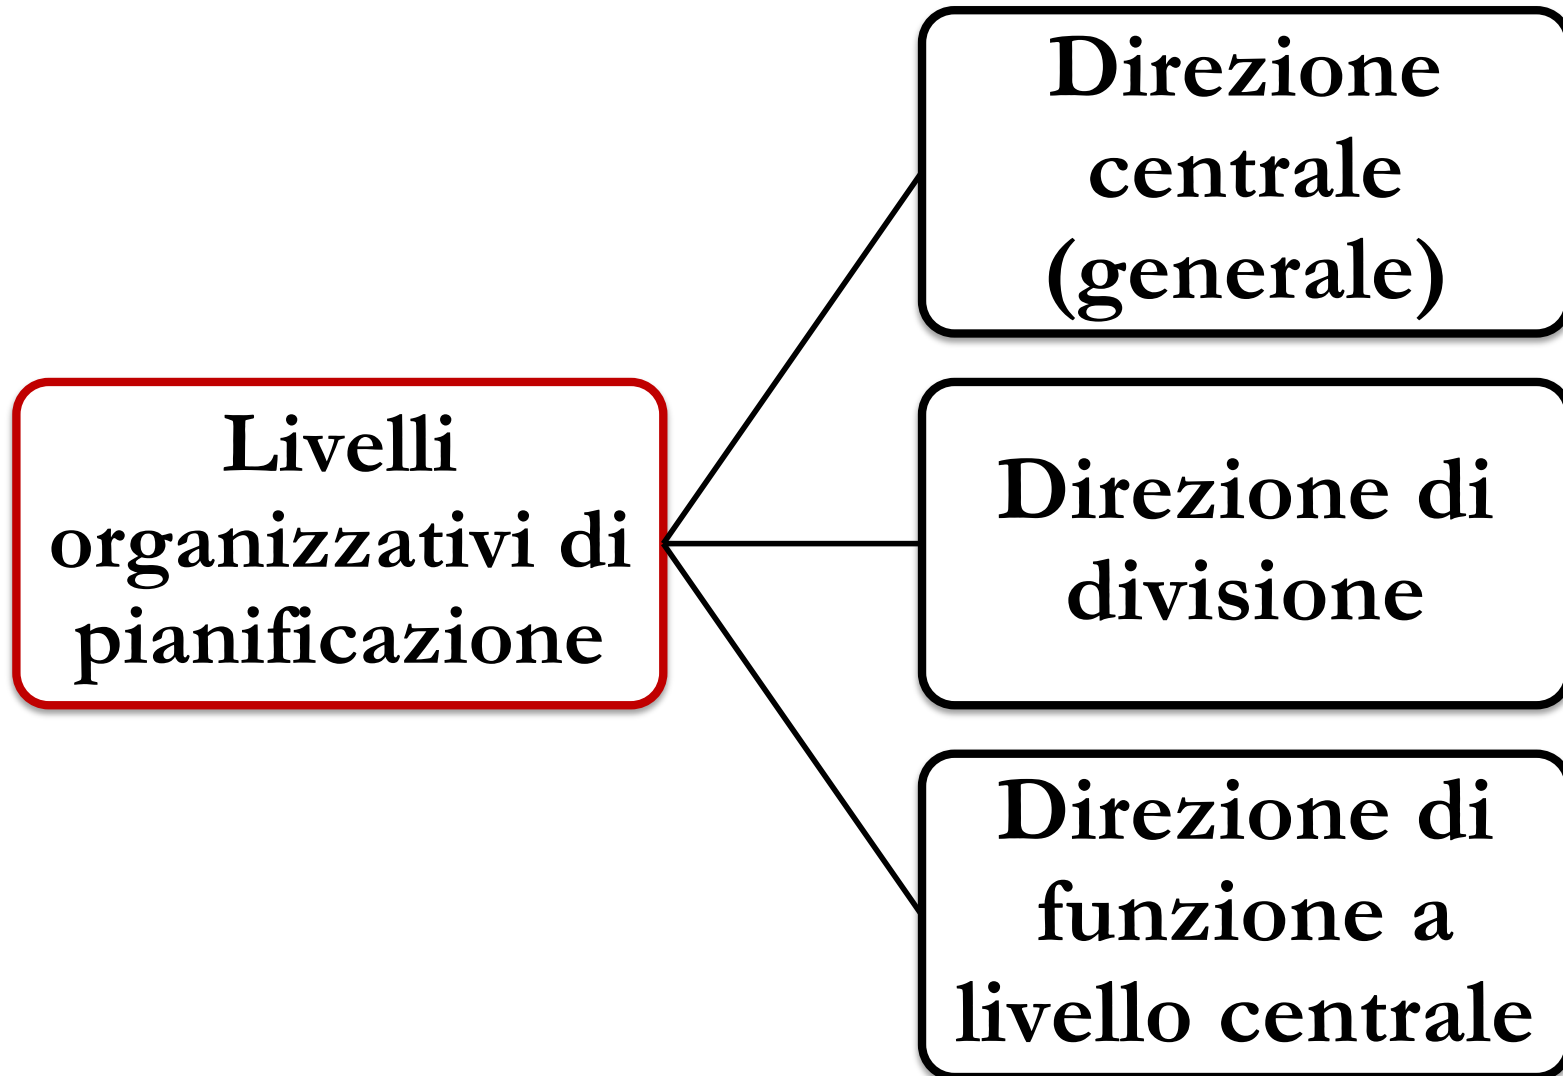 Direzione
centrale
(generale)
Livelli
organizzativi di
pianificazione
Direzione di
divisione
Direzione di
funzione a
livello centrale